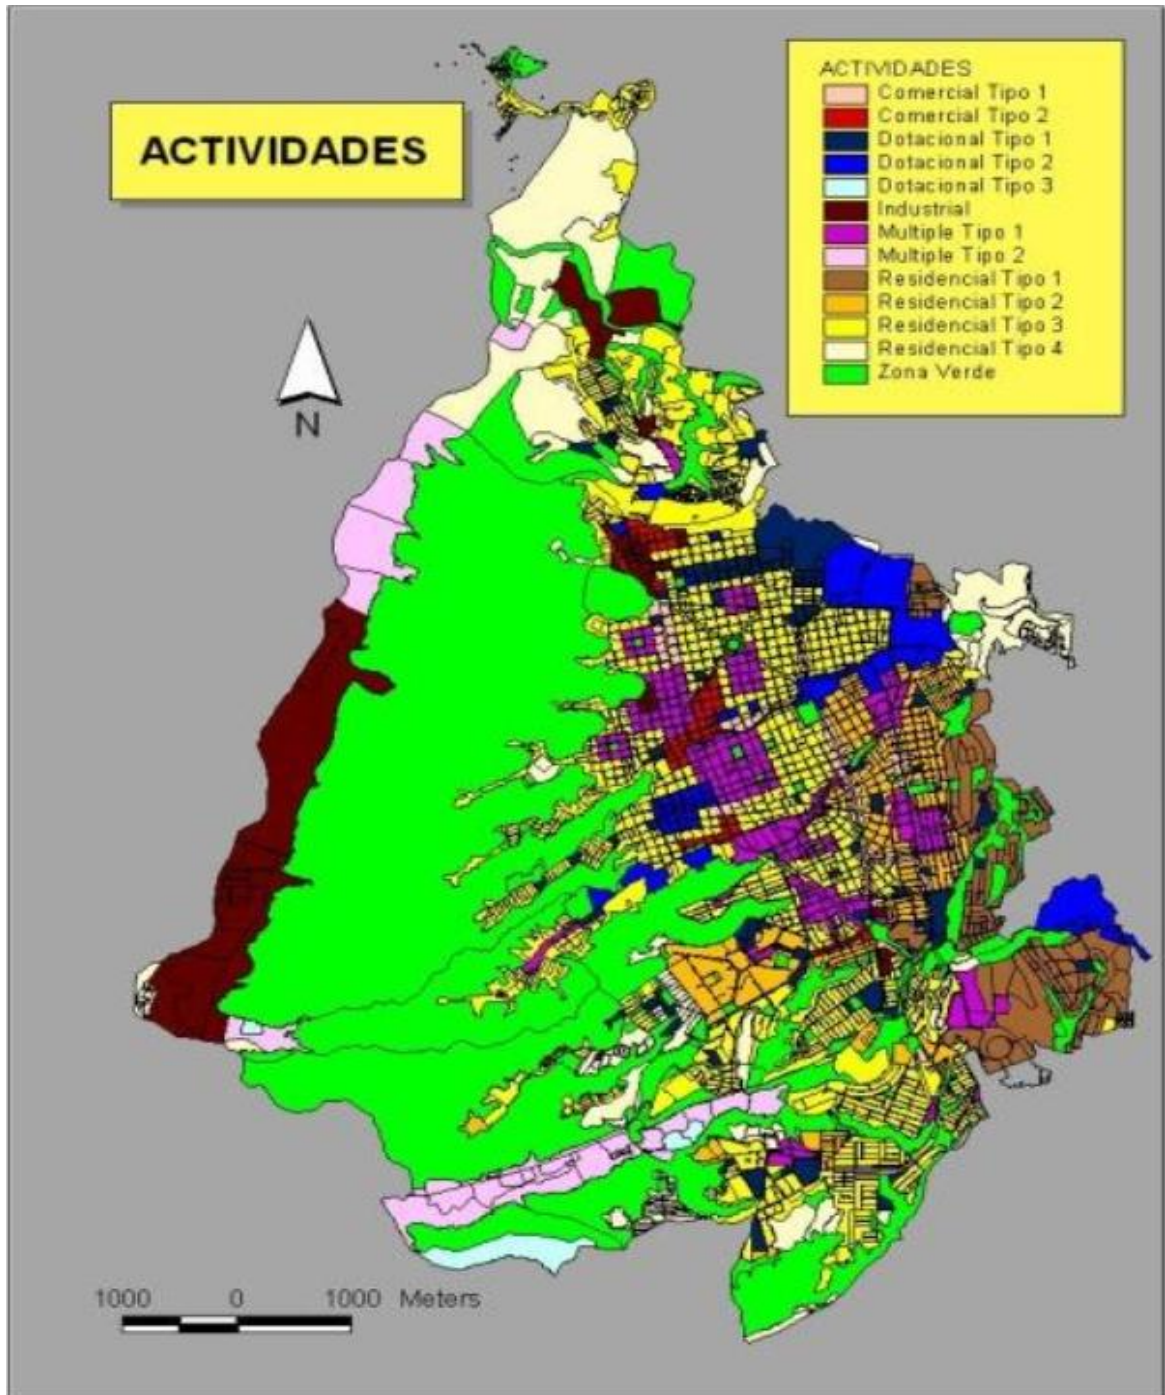 ACTIVIDADES
ACTIVIDADES
Comercial Tipo 1
Comercial Tipo 2
Dotacional Tipo 1
Dotacional Tipo 2
Dotacional Tipo 3
Industrial
Multiple Tipo 1
Multiple Tipo 2
Residencial Tipo 1
Residencial Tipo 2
Residencial Tipo 3
Residencial Tipo 4
Zona Verde
N
1000 0 1000 Meters